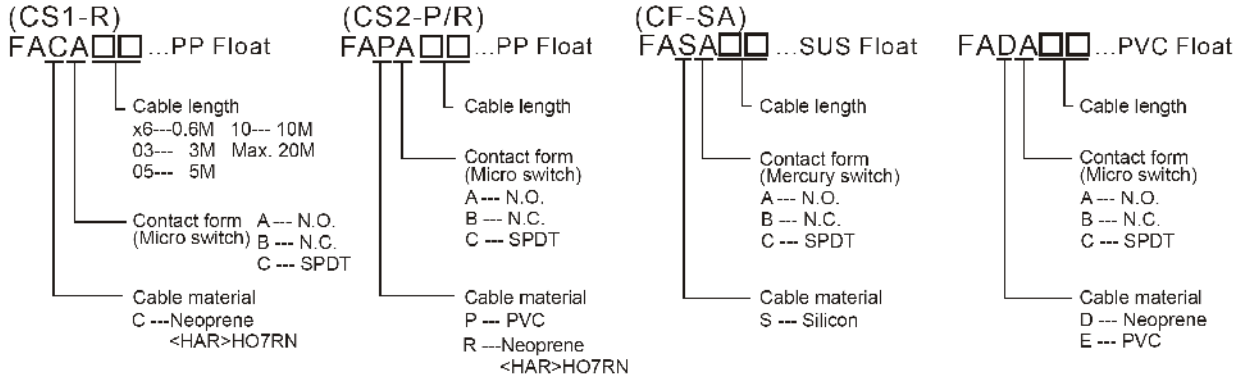 (CS1-R)
FACA□□...PP Float
Cable length
x6---0.6M 10--- 10M
03--- 3M Max. 20M
05--- 5M
Contact form A --- N.O.
(Micro switch) B --- N.C.
C --- SPDT
Cable material
C ---Neoprene
<HAR>HO7RN
(CS2-P/R)
FAPA□□...PP Float
Cable length
Contact form
(Micro switch)
A --- N.O.
B --- N.C.
C --- SPDT
Cable material
P --- PVC
R ---Neoprene
<HAR>HO7RN
(CF-SA)
FASA□□...SUS Float
Cable length
Contact form
(Mercury switch)
A --- N.O.
B --- N.C.
C --- SPDT
Cable material
S --- Silicon
FADA□□...PVC Float
Cable length
Contact form
(Micro switch)
A --- N.O.
B --- N.C.
C --- SPDT
Cable material
D --- Neoprene
E --- PVC